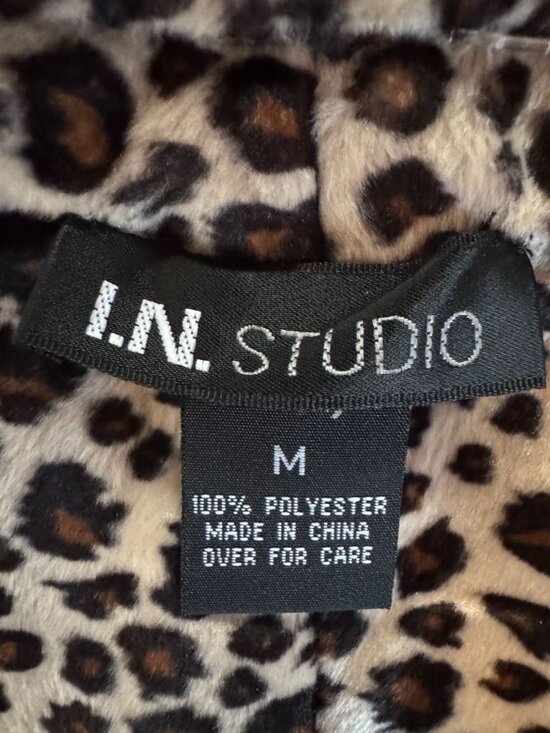 I.N. STUDIO
M
100% POLYESTER
MADE IN CHINA
OVER FOR CARE